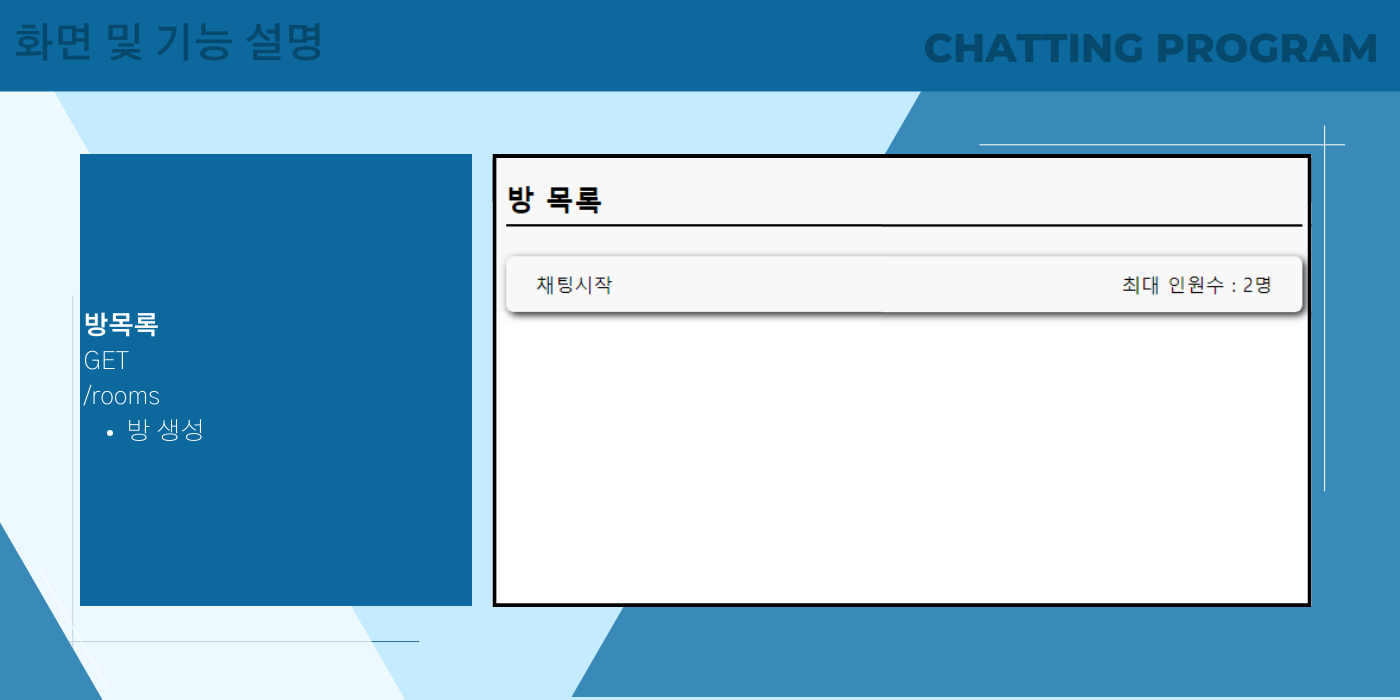 화면 및 기능 설명
CHATTING PROGRAM
방목록
GET
/rooms
• 방 생성
방 목록
채팅시작
최대 인원수 : 2명